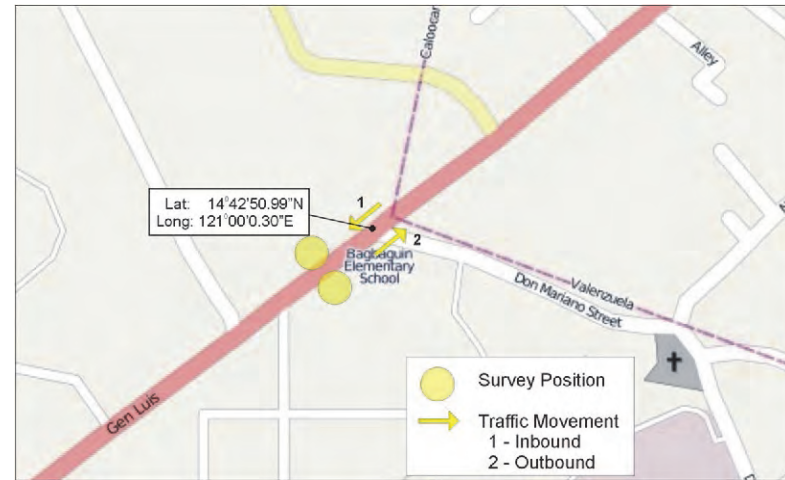 Caloocan
Alley
Lat: 14°42'50.99"N
Long: 121°00'0.30"E
1
2
Bagbaguin
Elementary
School
Don Mariano Street
Valenzuela
Gen Luis
Survey Position
Traffic Movement
1 - Inbound
2 - Outbound